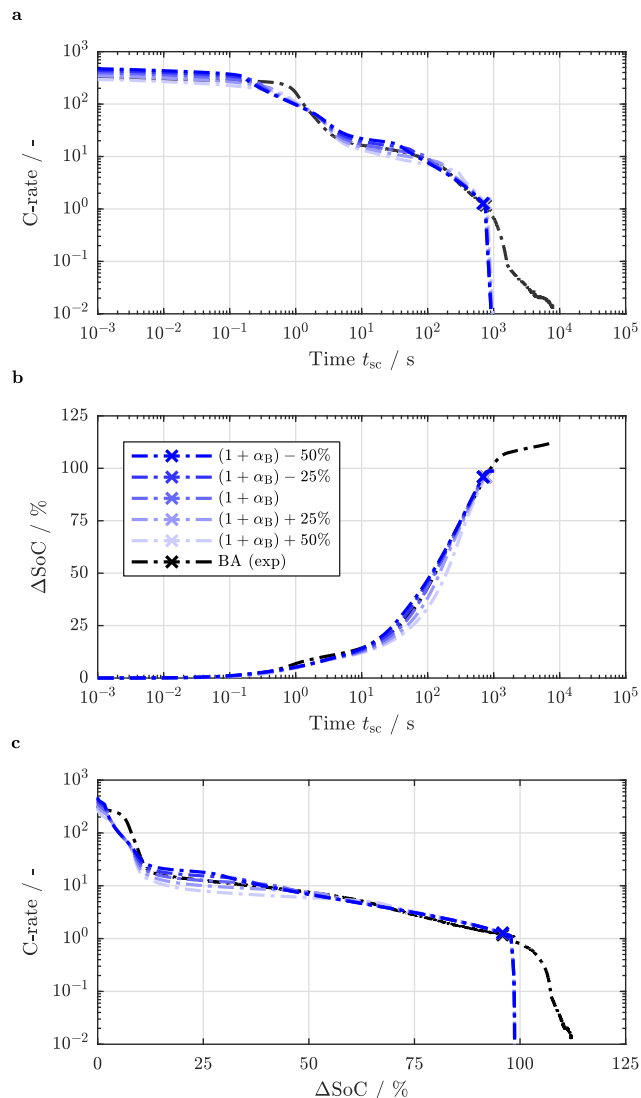 a
10^3
10^2
10^1
10^0
10^-1
10^-2
C-rate / -
10^-3 10^-2 10^-1 10^0 10^1 10^2 10^3 10^4 10^5
Time t_sc / s
b
125
100
75
50
25
0
ΔSoC / %
(1 + α_B) − 50%
(1 + α_B) − 25%
(1 + α_B)
(1 + α_B) + 25%
(1 + α_B) + 50%
BA (exp)
10^-3 10^-2 10^-1 10^0 10^1 10^2 10^3 10^4 10^5
Time t_sc / s
c
10^3
10^2
10^1
10^0
10^-1
10^-2
C-rate / -
0 25 50 75 100 125
ΔSoC / %